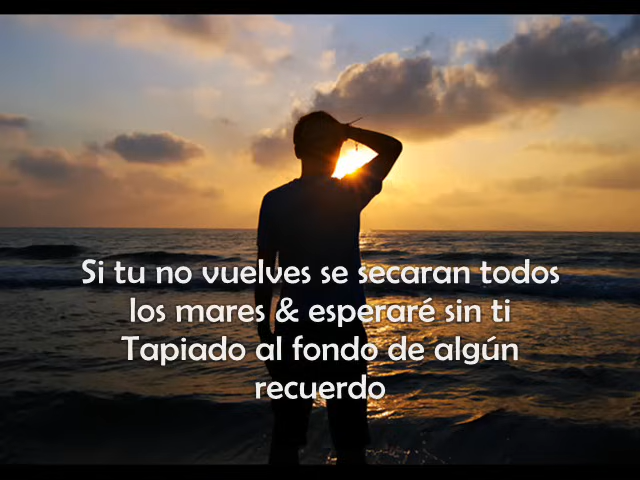 Si tu no vuelves se secaran todos
los mares & esperaré sin ti
Tapiado al fondo de algún
recuerdo